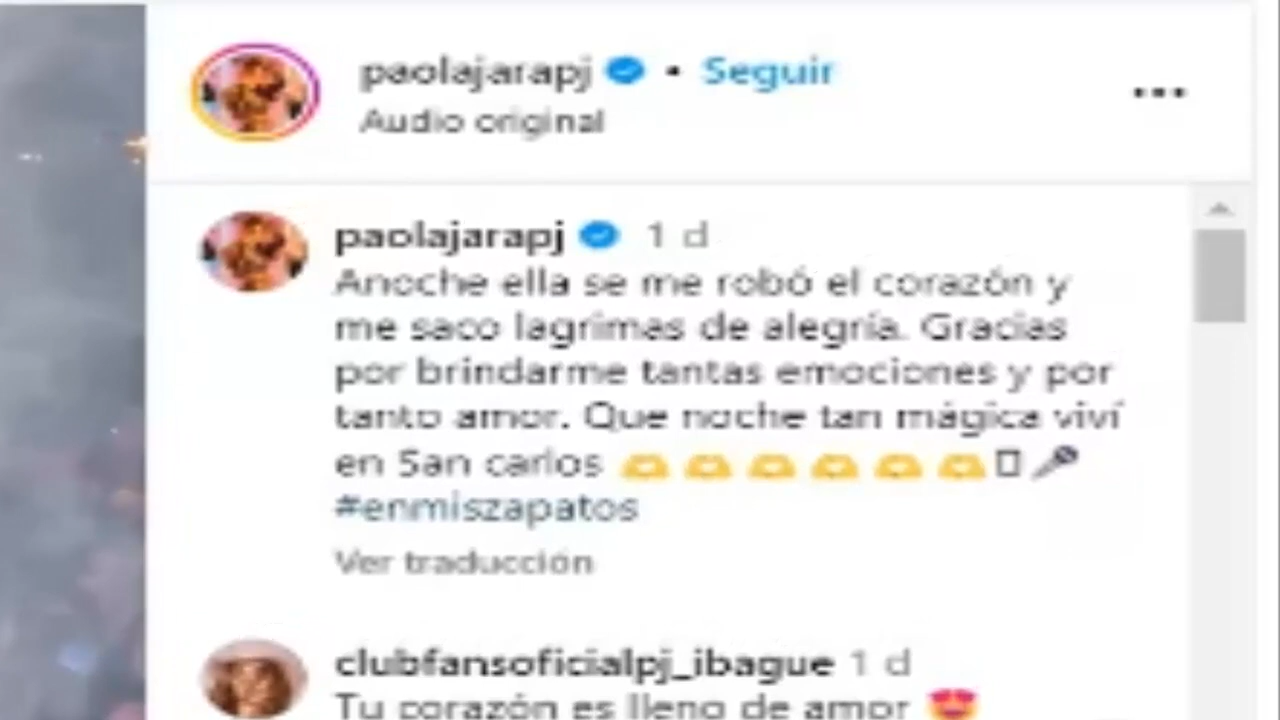 paolajarapj • Seguir
Audio original
paolajarapj 1 d
Anoche ella se me robó el corazón y
me saco lagrimas de alegría. Gracias
por brindarme tantas emociones y por
tanto amor. Que noche tan mágica viví
en San carlos 🫶🫶🫶🫶🫶🫶▯🎤
#enmiszapatos
Ver traducción
clubfansoficialpj_ibague 1 d
Tu corazón es lleno de amor 😍